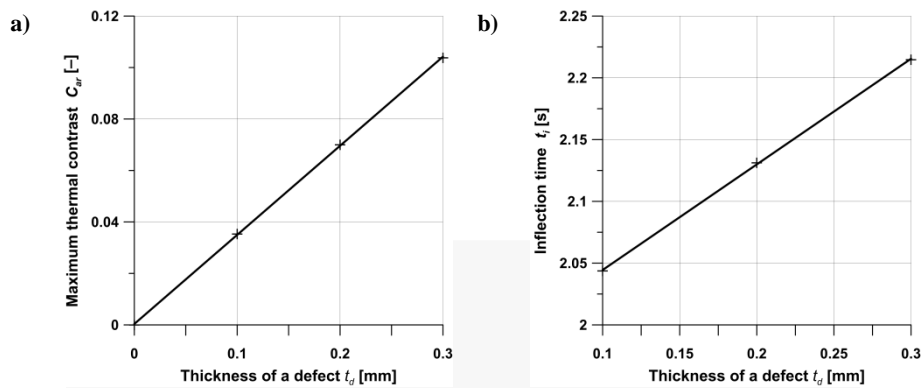 a)
Maximum thermal contrast C_ar [–]
0.12
0.08
0.04
0
0 0.1 0.2 0.3
Thickness of a defect t_d [mm]
b)
Inflection time t_i [s]
2.25
2.2
2.15
2.1
2.05
2
0.1 0.15 0.2 0.25 0.3
Thickness of a defect t_d [mm]